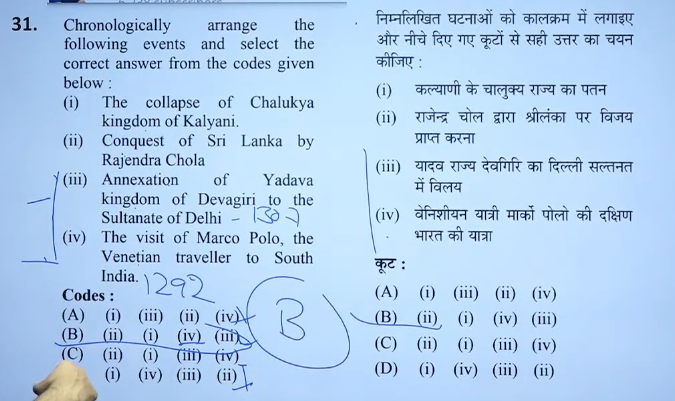 31. Chronologically arrange the
following events and select the
correct answer from the codes given
below :
(i) The collapse of Chalukya
kingdom of Kalyani.
(ii) Conquest of Sri Lanka by
Rajendra Chola
(iii) Annexation of Yadava
kingdom of Devagiri to the
Sultanate of Delhi - 1307
(iv) The visit of Marco Polo, the
Venetian traveller to South
India. 1292
Codes :
(A) (i) (iii) (ii) (iv)
(B) (ii) (i) (iv) (iii)
(C) (ii) (i) (iii) (iv)
(i) (iv) (iii) (ii)
B
निम्नलिखित घटनाओं को कालक्रम में लगाइए
और नीचे दिए गए कूटों से सही उत्तर का चयन
कीजिए :
(i) कल्याणी के चालुक्य राज्य का पतन
(ii) राजेन्द्र चोल द्वारा श्रीलंका पर विजय
प्राप्त करना
(iii) यादव राज्य देवगिरि का दिल्ली सल्तनत
में विलय
(iv) वेनिशीयन यात्री मार्को पोलो की दक्षिण
भारत की यात्रा
कूट :
(A) (i) (iii) (ii) (iv)
(B) (ii) (i) (iv) (iii)
(C) (ii) (i) (iii) (iv)
(D) (i) (iv) (iii) (ii)